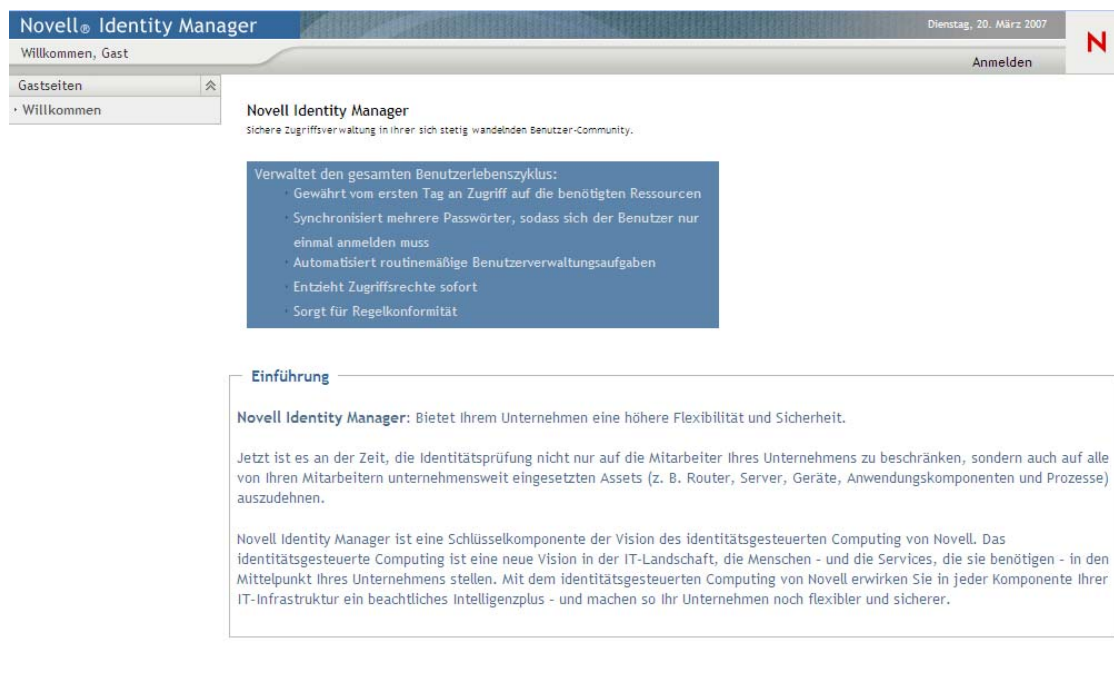 Novell® Identity Manager
Dienstag, 20. März 2007
N
Willkommen, Gast
Anmelden
Gastseiten
· Willkommen
Novell Identity Manager
Sichere Zugriffsverwaltung in Ihrer sich stetig wandelnden Benutzer-Community.
Verwaltet den gesamten Benutzerlebenszyklus:
· Gewährt vom ersten Tag an Zugriff auf die benötigten Ressourcen
· Synchronisiert mehrere Passwörter, sodass sich der Benutzer nur
einmal anmelden muss
· Automatisiert routinemäßige Benutzerverwaltungsaufgaben
· Entzieht Zugriffsrechte sofort
· Sorgt für Regelkonformität
Einführung
Novell Identity Manager: Bietet Ihrem Unternehmen eine höhere Flexibilität und Sicherheit.
Jetzt ist es an der Zeit, die Identitätsprüfung nicht nur auf die Mitarbeiter Ihres Unternehmens zu beschränken, sondern auch auf alle
von Ihren Mitarbeitern unternehmensweit eingesetzten Assets (z. B. Router, Server, Geräte, Anwendungskomponenten und Prozesse)
auszudehnen.
Novell Identity Manager ist eine Schlüsselkomponente der Vision des identitätsgesteuerten Computing von Novell. Das
identitätsgesteuerte Computing ist eine neue Vision in der IT-Landschaft, die Menschen - und die Services, die sie benötigen - in den
Mittelpunkt Ihres Unternehmens stellen. Mit dem identitätsgesteuerten Computing von Novell erwirken Sie in jeder Komponente Ihrer
IT-Infrastruktur ein beachtliches Intelligenzplus - und machen so Ihr Unternehmen noch flexibler und sicherer.